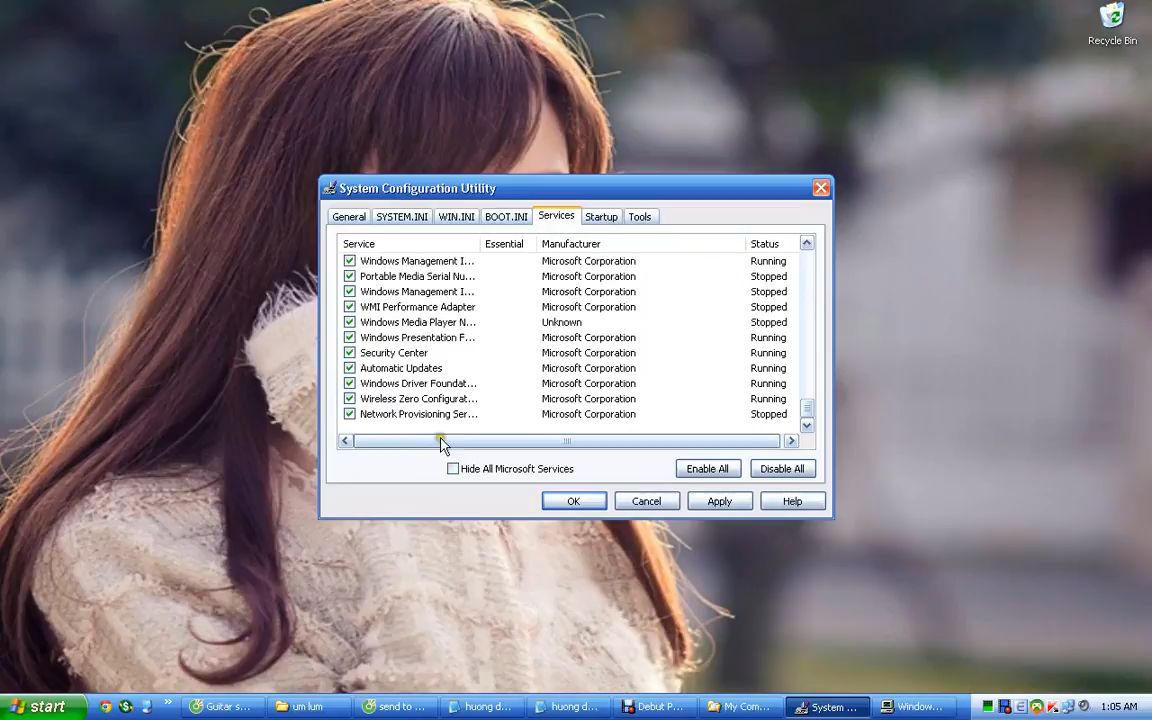 Recycle Bin
System Configuration Utility
General SYSTEM.INI WIN.INI BOOT.INI Services Startup Tools
Service Essential Manufacturer Status
Windows Management I... Microsoft Corporation Running
Portable Media Serial Nu... Microsoft Corporation Stopped
Windows Management I... Microsoft Corporation Stopped
WMI Performance Adapter Microsoft Corporation Stopped
Windows Media Player N... Unknown Stopped
Windows Presentation F... Microsoft Corporation Running
Security Center Microsoft Corporation Running
Automatic Updates Microsoft Corporation Running
Windows Driver Foundat... Microsoft Corporation Running
Wireless Zero Configurat... Microsoft Corporation Running
Network Provisioning Ser... Microsoft Corporation Stopped
Hide All Microsoft Services Enable All Disable All
OK Cancel Apply Help
start Guitar s... um lum send to ... huong d... huong d... Debut P... My Com... System ... Window... 1:05 AM